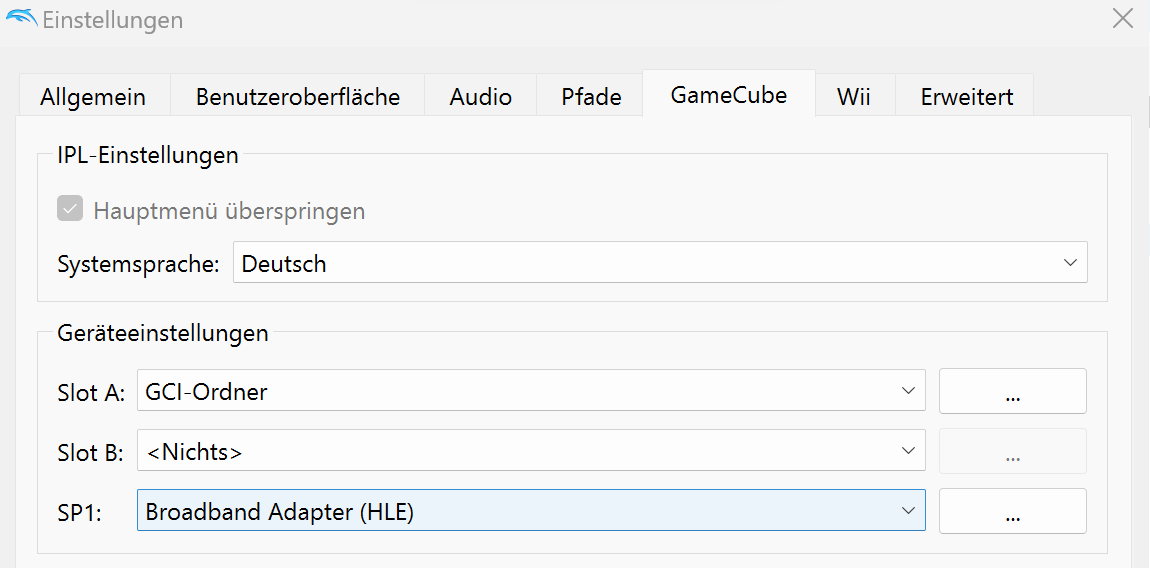 Einstellungen
Allgemein Benutzeroberfläche Audio Pfade GameCube Wii Erweitert
IPL-Einstellungen
Hauptmenü überspringen
Systemsprache: Deutsch
Geräteeinstellungen
Slot A: GCI-Ordner ...
Slot B: <Nichts> ...
SP1: Broadband Adapter (HLE) ...